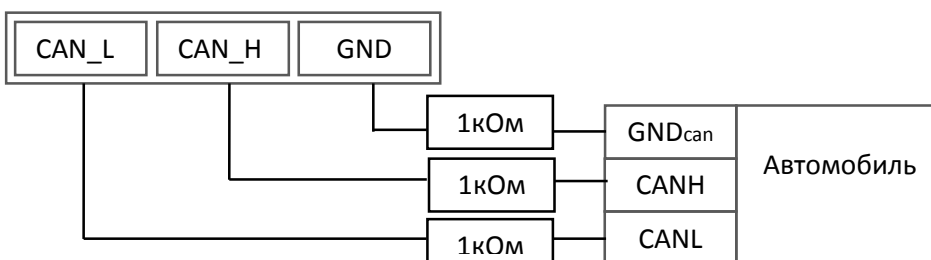 CAN_L CAN_H GND
1кОм GNDcan
Автомобиль
1кОм CANH
1кОм CANL